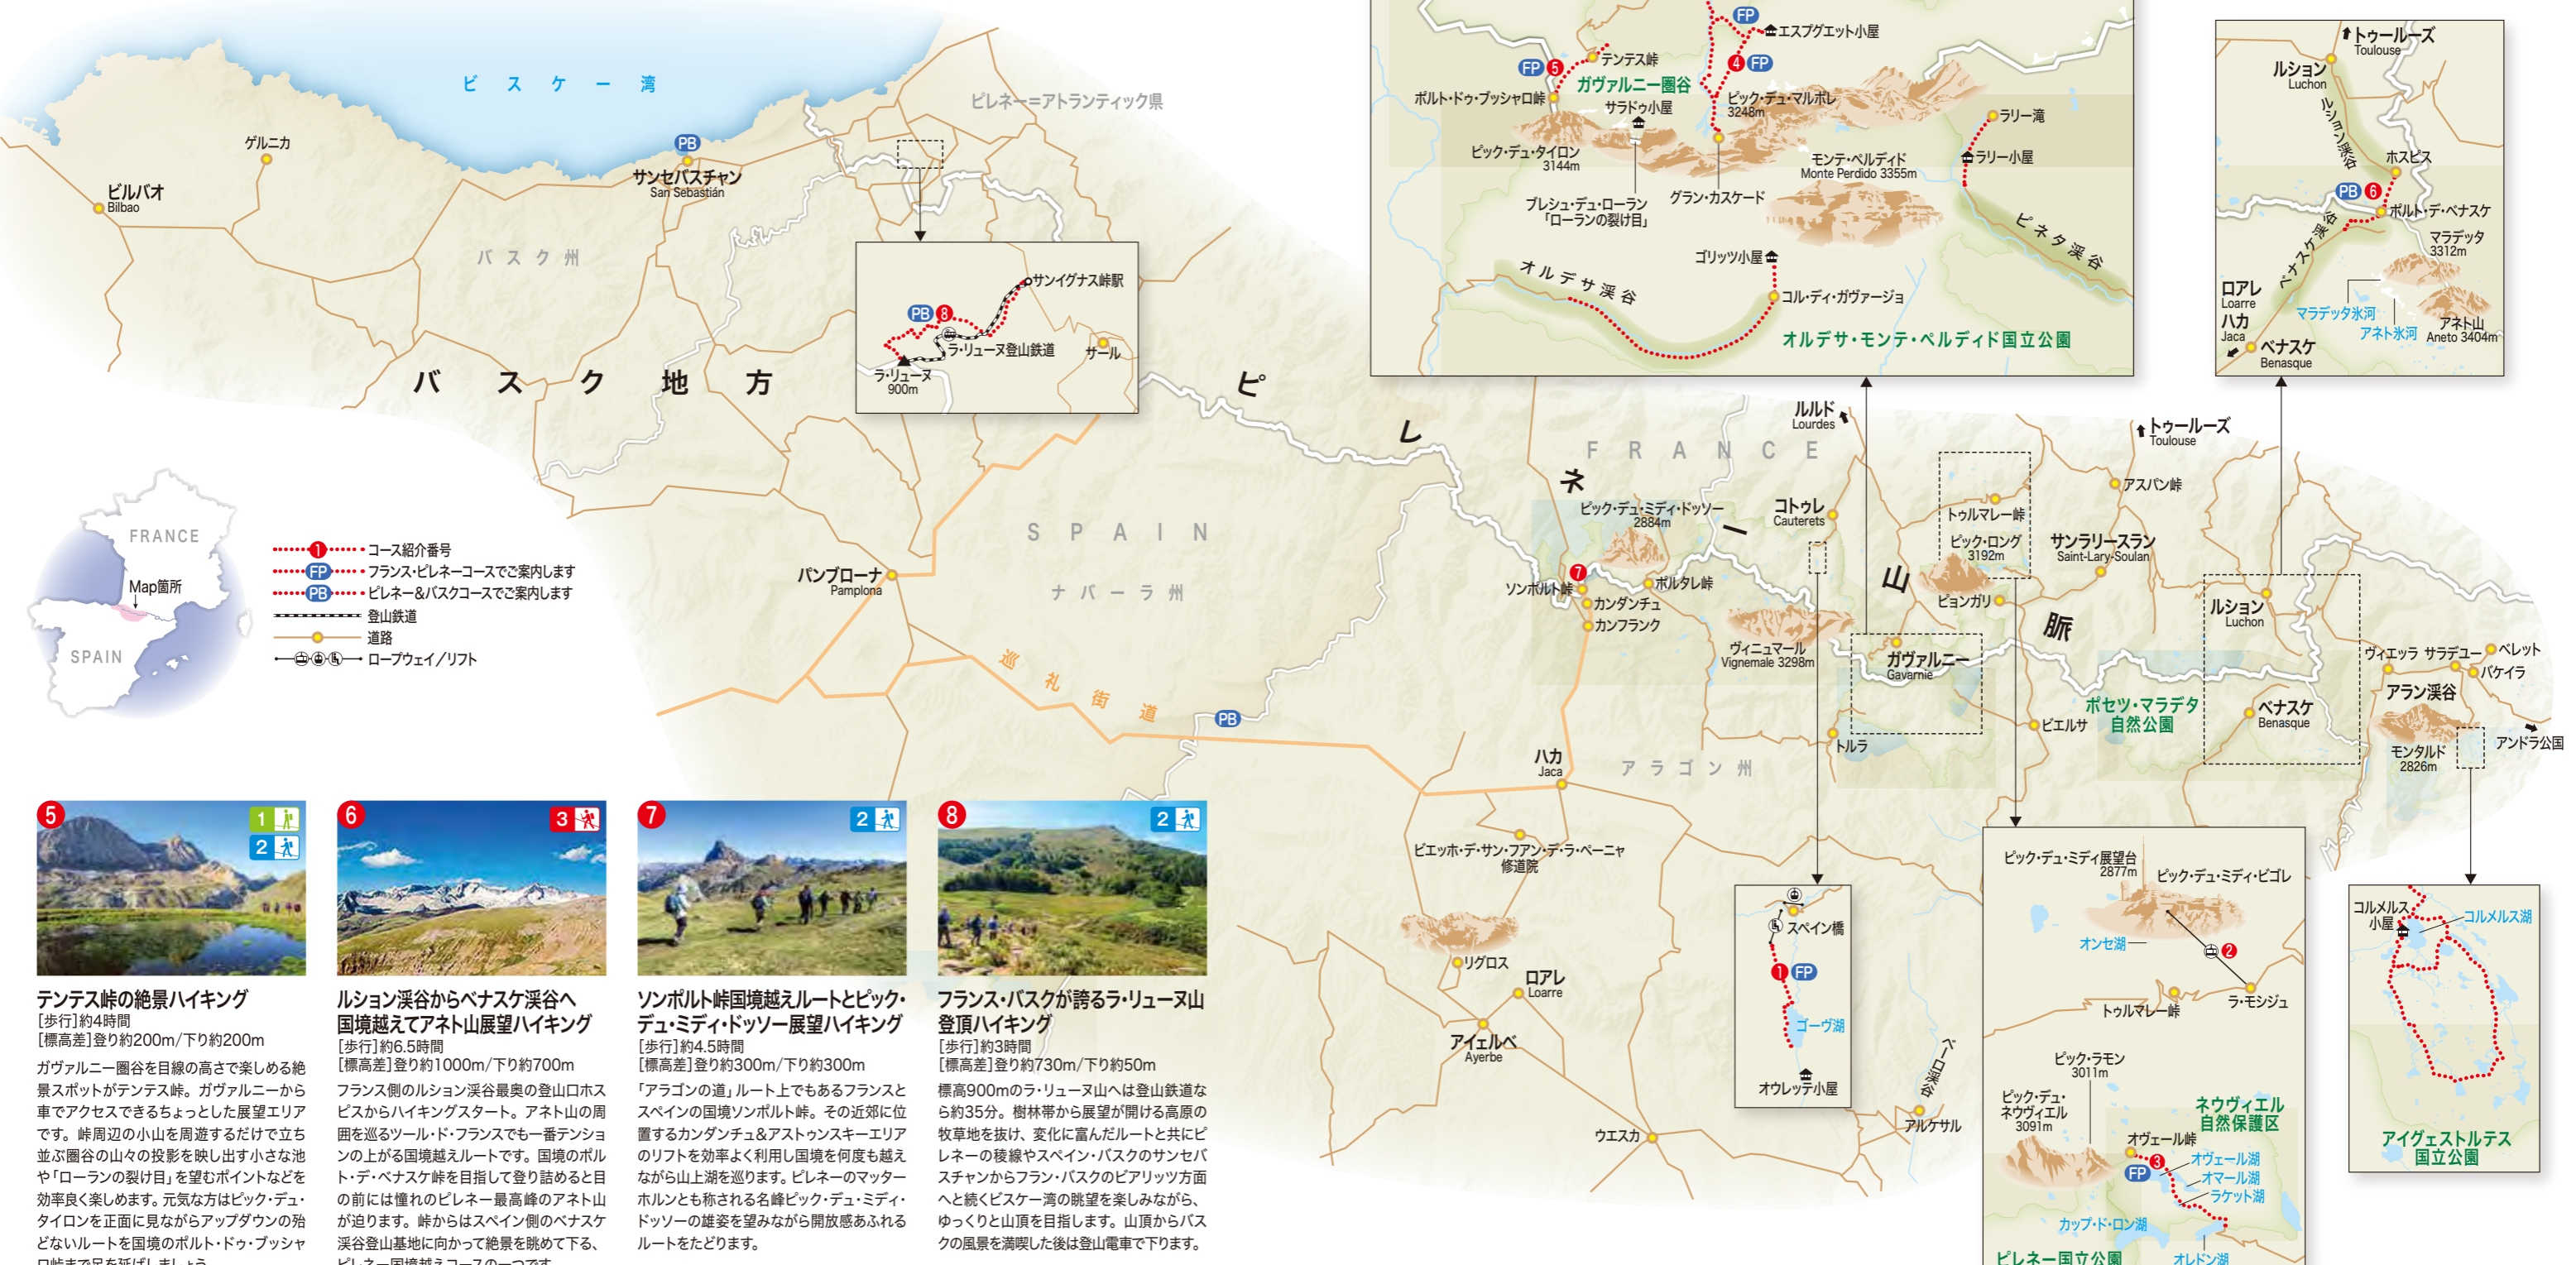 ビスケー湾
ピレネー=アトランティック県
ゲルニカ
ビルバオ
Bilbao
PB
サンセバスチャン
San Sebastián
バスク州
バスク地方
サンイグナス峠駅
PB 8
ラ・リューヌ登山鉄道
サール
ラ・リューヌ
900m
FP
エスプグエット小屋
テンテス峠
FP 5
4 FP
ガヴァルニー圏谷
ポルト・ドゥ・ブッシャロ峠
サラドゥ小屋
ピック・デュ・マルボレ
3248m
ラリー滝
ピック・デュ・タイロン
3144m
モンテ・ペルディド
Monte Perdido 3355m
ラリー小屋
ブレシュ・デュ・ローラン
「ローランの裂け目」
グラン・カスケード
ピネタ渓谷
ゴリッツ小屋
オルデサ渓谷
コル・ディ・ガヴァージョ
オルデサ・モンテ・ペルディド国立公園
トゥールーズ
Toulouse
ルション
Luchon
ルション渓谷
ホスピス
PB 6
ポルト・デ・ベナスケ
ベナスケ渓谷
マラデッタ
3312m
ロアレ
Loarre
ハカ
Jaca
マラデッタ氷河
アネト氷河
アネト山
Aneto 3404m
ベナスケ
Benasque
ピレネー山脈
FRANCE
SPAIN
Map箇所
1 コース紹介番号
FP フランス・ピレネーコースでご案内します
PB ピレネー&バスクコースでご案内します
登山鉄道
道路
ロープウェイ／リフト
SPAIN
ナバーラ州
パンブローナ
Pamplona
巡礼街道
PB
FRANCE
ルルド
Lourdes
トゥールーズ
Toulouse
ピック・デュ・ミディ・ドッソー
2884m
コトゥレ
Cauterets
トゥルマレー峠
アスパン峠
ピック・ロング
3192m
サンラリースラン
Saint-Lary-Soulan
7
ソンポルト峠
ポルタレ峠
カンダンチュ
カンフランク
ピョンガリ
ヴィニュマール
Vignemale 3298m
ガヴァルニー
Gavarnie
ルション
Luchon
ヴィエッラ
サラデュー
ベレット
バケイラ
アラン渓谷
ポセツ・マラデタ
自然公園
ベナスケ
Benasque
ビエルサ
トルラ
モンタルド
2826m
アンドラ公国
ハカ
Jaca
アラゴン州
ビエッホ・デ・サン・フアン・デ・ラ・ペーニャ
修道院
リグロス
ロアレ
Loarre
アイェルベ
Ayerbe
ウエスカ
ベーロ渓谷
アルケサル
スペイン橋
1 FP
ゴーヴ湖
オウレッテ小屋
ピック・デュ・ミディ展望台
2877m
ピック・デュ・ミディ・ビゴレ
オンセ湖
2
トゥルマレー峠
ラ・モンジュ
ピック・ラモン
3011m
ピック・デュ・
ネウヴィエル
3091m
ネウヴィエル
自然保護区
オヴェール峠
3
FP
オヴェール湖
オマール湖
ラケット湖
カップ・ド・ロン湖
オレドン湖
ピレネー国立公園
コルメルス
小屋
コルメルス湖
アイグェストルテス
国立公園
5
1
2
テンテス峠の絶景ハイキング
[歩行]約4時間
[標高差]登り約200m/下り約200m
ガヴァルニー圏谷を目線の高さで楽しめる絶
景スポットがテンテス峠。ガヴァルニーから
車でアクセスできるちょっとした展望エリア
です。峠周辺の小山を周遊するだけで立ち
並ぶ圏谷の山々の投影を映し出す小さな池
や「ローランの裂け目」を望むポイントなどを
効率良く楽しめます。元気な方はピック・デュ・
タイロンを正面に見ながらアップダウンの殆
どないルートを国境のポルト・ドゥ・ブッシャ
ロ峠まで足を延ばしましょう。
6
3
ルション渓谷からベナスケ渓谷へ
国境越えてアネト山展望ハイキング
[歩行]約6.5時間
[標高差]登り約1000m/下り約700m
フランス側のルション渓谷最奥の登山口ホス
ピスからハイキングスタート。アネト山の周
囲を巡るツール・ド・フランスでも一番テンショ
ンの上がる国境越えルートです。国境のポル
ト・デ・ベナスケ峠を目指して登り詰めると目
の前には憧れのピレネー最高峰のアネト山
が迫ります。峠からはスペイン側のベナスケ
渓谷登山基地に向かって絶景を眺めて下る、
ピレネー国境越えコースの一つです。
7
2
ソンポルト峠国境越えルートとピック・
デュ・ミディ・ドッソー展望ハイキング
[歩行]約4.5時間
[標高差]登り約300m/下り約300m
「アラゴンの道」ルート上でもあるフランスと
スペインの国境ソンポルト峠。その近郊に位
置するカンダンチュ&アストゥンスキーエリア
のリフトを効率よく利用し国境を何度も越え
ながら山上湖を巡ります。ピレネーのマッター
ホルンとも称される名峰ピック・デュ・ミディ・
ドッソーの雄姿を望みながら開放感あふれる
ルートをたどります。
8
2
フランス・バスクが誇るラ・リューヌ山
登頂ハイキング
[歩行]約3時間
[標高差]登り約730m/下り約50m
標高900mのラ・リューヌ山へは登山鉄道な
ら約35分。樹林帯から展望が開ける高原の
牧草地を抜け、変化に富んだルートと共にピ
レネーの稜線やスペイン・バスクのサンセバ
スチャンからフラン・バスクのビアリッツ方面
へと続くビスケー湾の眺望を楽しみながら、
ゆっくりと山頂を目指します。山頂からバス
クの風景を満喫した後は登山電車で下ります。